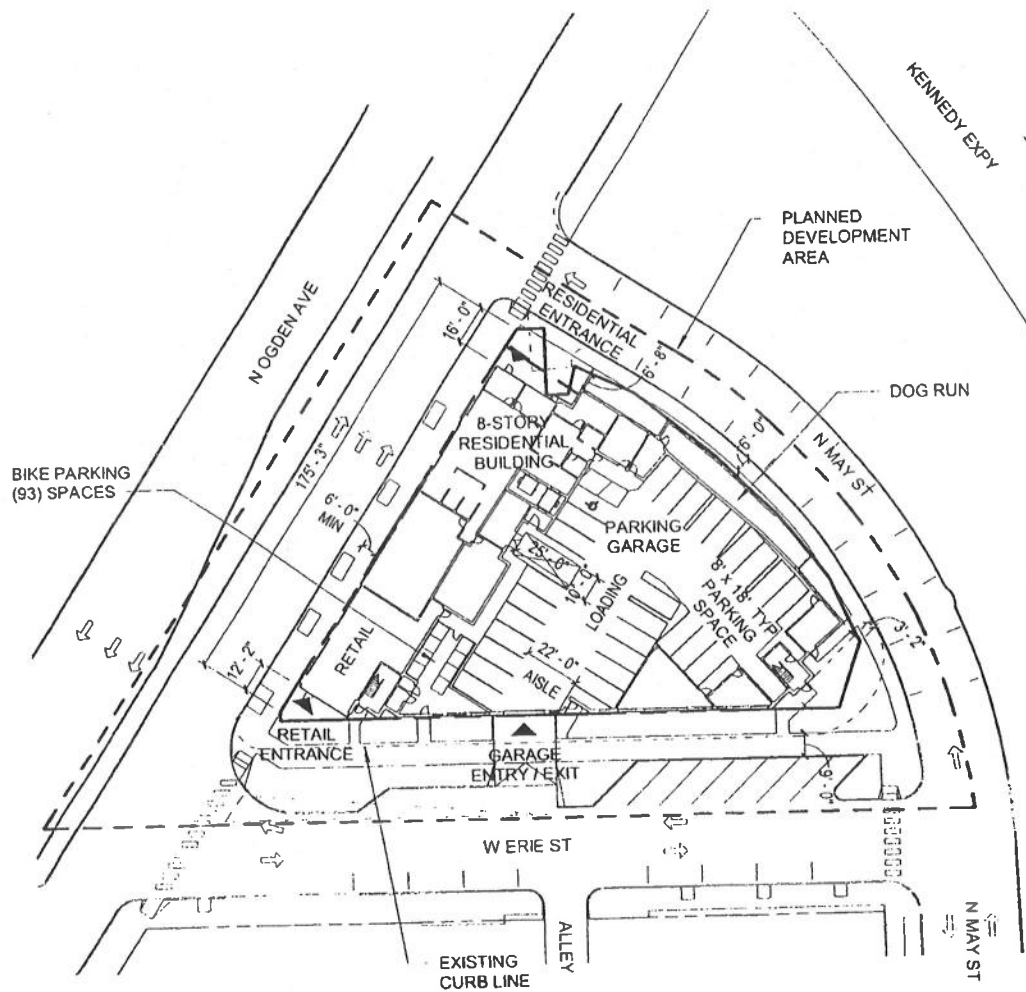 KENNEDY EXPY
PLANNED
DEVELOPMENT
AREA
N OGDEN AVE
RESIDENTIAL
ENTRANCE
16' - 0"
6' - 8"
DOG RUN
8-STORY
RESIDENTIAL
BUILDING
16' - 0"
N MAY ST
BIKE PARKING
(93) SPACES
175' - 3"
6' - 0"
MIN
PARKING
GARAGE
25' - 0"
10' - 0"
LOADING
8' x 18' TYP
PARKING
SPACE
RETAIL
3' - 2"
22' - 0"
AISLE
12' - 2"
RETAIL
ENTRANCE
GARAGE
ENTRY / EXIT
W ERIE ST
ALLEY
N MAY ST
EXISTING
CURB LINE